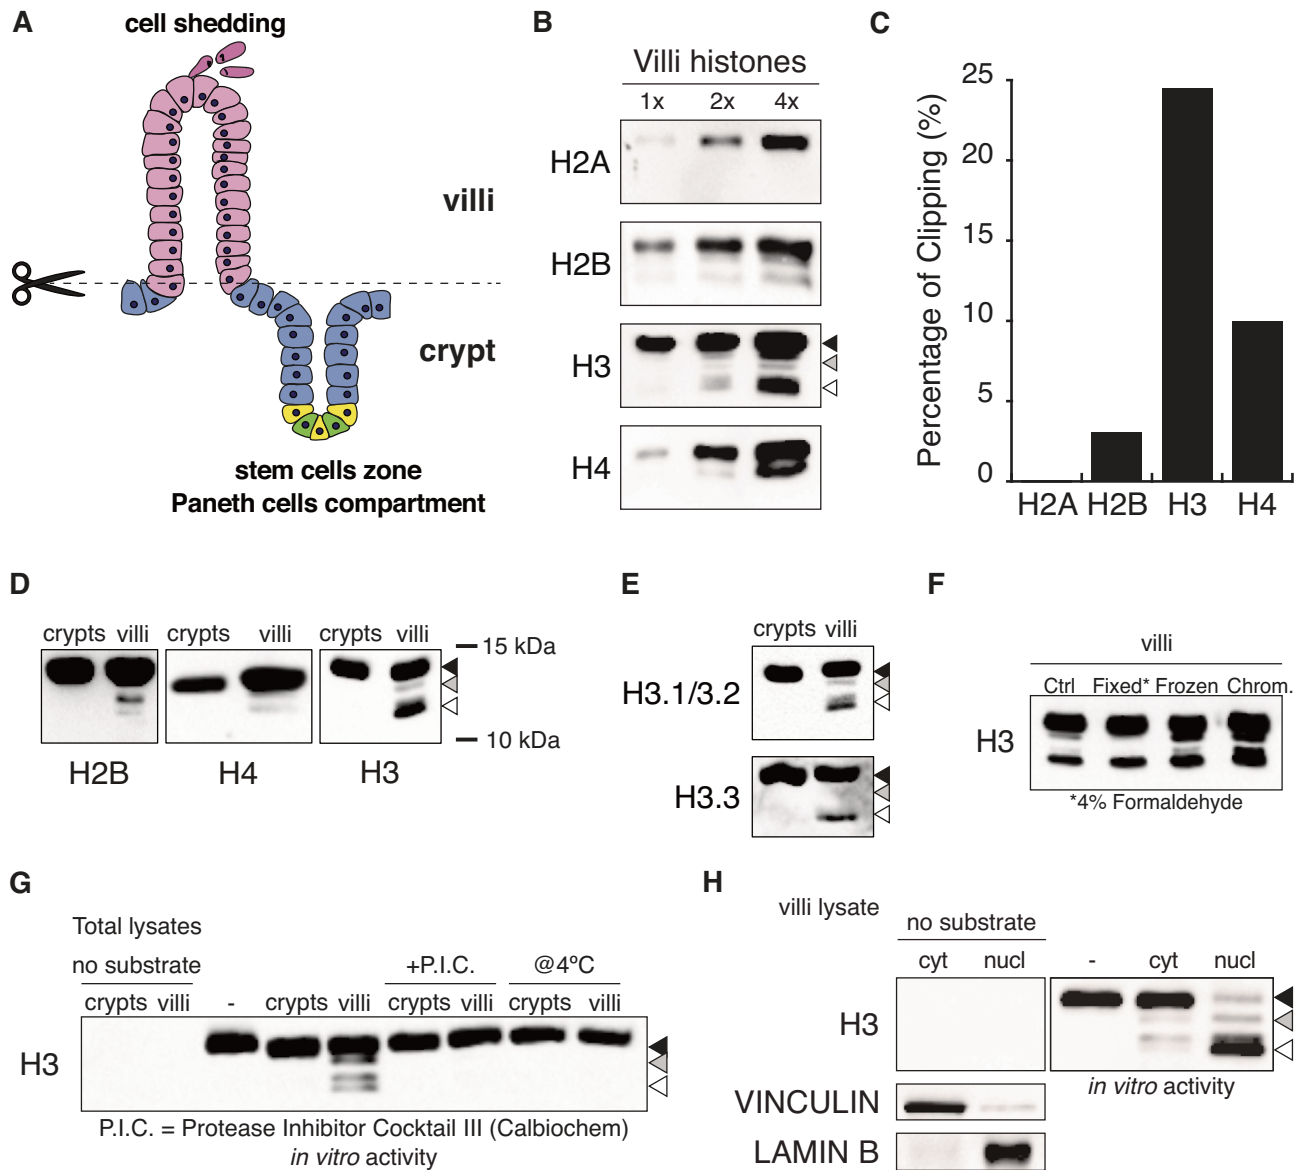 A
cell shedding
villi
crypt
stem cells zone
Paneth cells compartment
B
Villi histones
1x 2x 4x
H2A
H2B
H3
H4
C
Percentage of Clipping (%)
25
20
15
10
5
0
H2A H2B H3 H4
D
crypts villi crypts villi crypts villi
15 kDa
10 kDa
H2B H4 H3
E
crypts villi
H3.1/3.2
H3.3
F
villi
Ctrl Fixed* Frozen Chrom.
H3
*4% Formaldehyde
G
Total lysates
no substrate +P.I.C. @4ºC
crypts villi - crypts villi crypts villi crypts villi
H3
P.I.C. = Protease Inhibitor Cocktail III (Calbiochem)
in vitro activity
H
villi lysate
no substrate
cyt nucl - cyt nucl
H3
in vitro activity
VINCULIN
LAMIN B